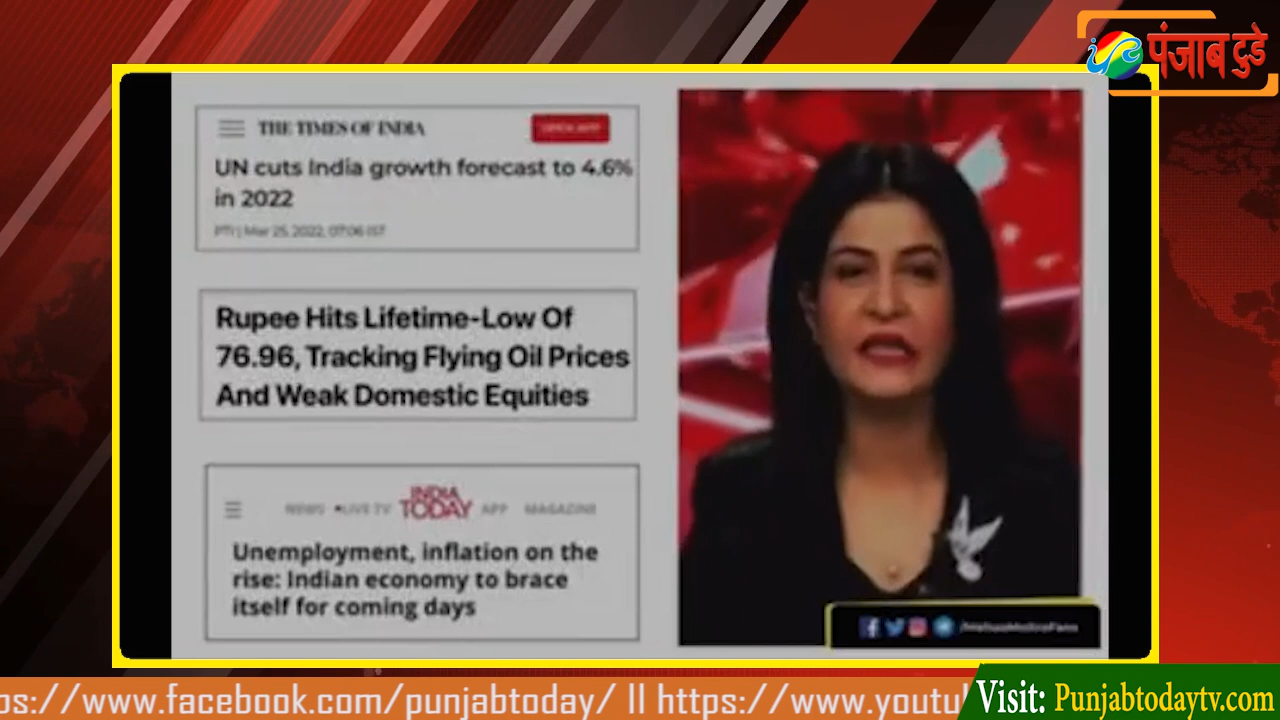 पंजाब टुडे
THE TIMES OF INDIA
OPEN APP
UN cuts India growth forecast to 4.6%
in 2022
PTI | Mar 25, 2022, 07:06 IST
Rupee Hits Lifetime-Low Of
76.96, Tracking Flying Oil Prices
And Weak Domestic Equities
INDIA
NEWS LIVE TV TODAY APP MAGAZINE
Unemployment, inflation on the
rise: Indian economy to brace
itself for coming days
ps://www.facebook.com/punjabtoday/ II https://www.youtu
Visit: Punjabtodaytv.com